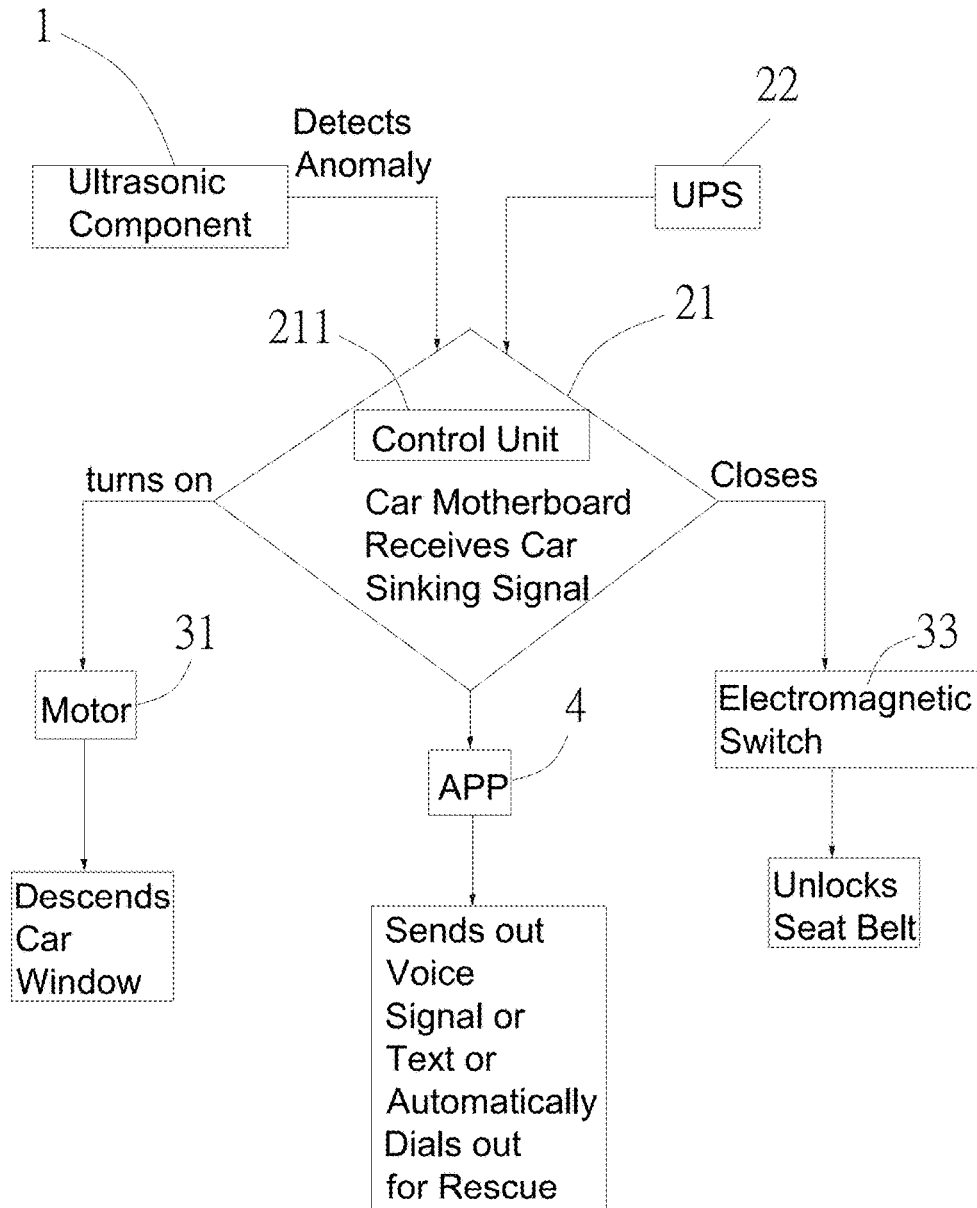 1
22
Detects
Anomaly
Ultrasonic
Component
UPS
211
21
Control Unit
turns on
Closes
Car Motherboard
Receives Car
Sinking Signal
31
33
Motor
4
Electromagnetic
Switch
APP
Descends
Car
Window
Unlocks
Seat Belt
Sends out
Voice
Signal or
Text or
Automatically
Dials out
for Rescue